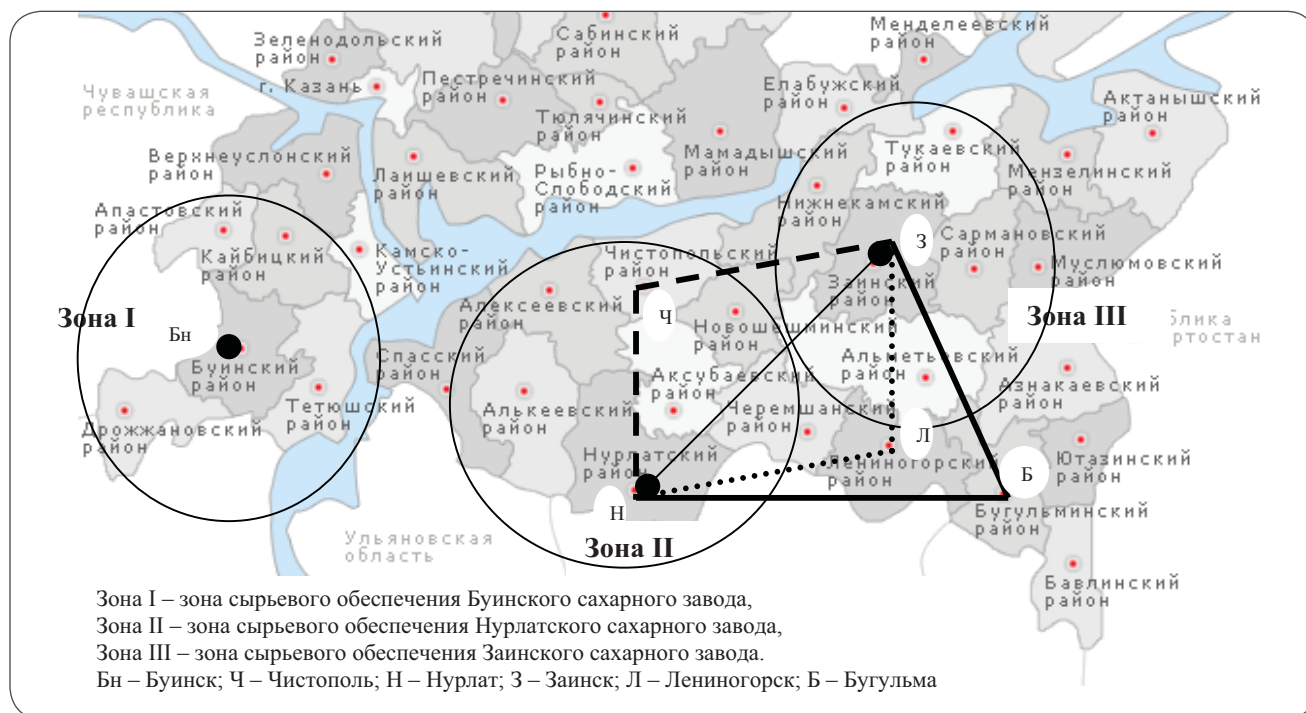 Менделеевский
район
Зеленодольский
район
Сабинский
район
г. Казань
Пестречинский
район
Елабужский
район
Чувашская
республика
Тюлячинский
район
Актанышский
район
Верхнеуслонский
район
Лаишевский
район
Рыбно-
Слободский
район
Мамадышский
район
Тукаевский
район
Мензелинский
район
Апастовский
район
Нижнекамский
район
Кайбицкий
район
Камско-
Устьинский
район
Чистопольский
район
З
Сармановский
район
Муслюмовский
район
Заинский
район
Алексеевский
район
Зона I
Бн
Ч
Новошешминский
район
Зона III
блика
ортостан
Буинский
район
Спасский
район
Аксубаевский
район
Альметьевский
район
Азнакаевский
район
Тетюшский
район
Дрожжановский
район
Алькеевский
район
Черемшанский
район
Л
Нурлатский
район
Лениногорский
район
Ютазинский
район
Б
Н
Бугульминский
район
Ульяновская
область
Зона II
Бавлинский
район
Зона I – зона сырьевого обеспечения Буинского сахарного завода,
Зона II – зона сырьевого обеспечения Нурлатского сахарного завода,
Зона III – зона сырьевого обеспечения Заинского сахарного завода.
Бн – Буинск; Ч – Чистополь; Н – Нурлат; З – Заинск; Л – Лениногорск; Б – Бугульма